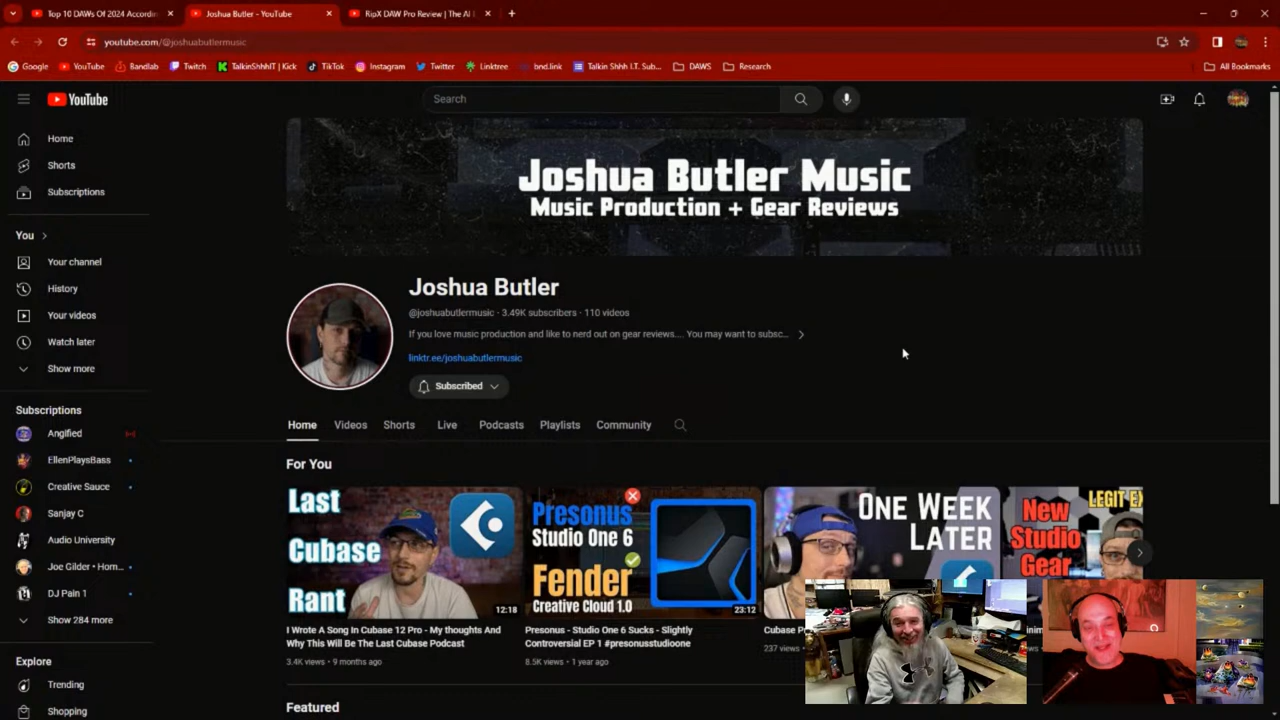 Top 10 DAWs Of 2024 Accordin
Joshua Butler - YouTube
RipX DAW Pro Review | The AI
youtube.com/@joshuabutlermusic
Google
YouTube
Bandlab
Twitch
TalkinShhhIT | Kick
TikTok
Instagram
Twitter
Linktree
bnd.link
Talkin Shhh I.T. Sub...
DAWS
Research
All Bookmarks
YouTube
Search
Home
Shorts
Subscriptions
You
Your channel
History
Your videos
Watch later
Show more
Subscriptions
Angified
EllenPlaysBass
Creative Sauce
Sanjay C
Audio University
Joe Gilder • Hom...
DJ Pain 1
Show 284 more
Explore
Trending
Shopping
Joshua Butler Music
Music Production + Gear Reviews
Joshua Butler
@joshuabutlermusic · 3.49K subscribers · 110 videos
If you love music production and like to nerd out on gear reviews.... You may want to subsc...
linktr.ee/joshuabutlermusic
Subscribed
Home Videos Shorts Live Podcasts Playlists Community
For You
Last
Cubase
Rant
12:18
I Wrote A Song In Cubase 12 Pro - My thoughts And
Why This Will Be The Last Cubase Podcast
3.4K views · 9 months ago
Presonus
Studio One 6
Fender
Creative Cloud 1.0
23:12
Presonus - Studio One 6 Sucks - Slightly
Controversial EP 1 #presonusstudioone
8.5K views · 1 year ago
ONE WEEK
LATER
Cubase P
237 views
LEGIT EX
New
Studio
Gear
Featured